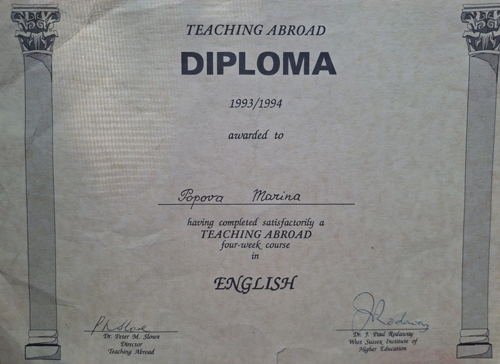 TEACHING ABROAD
DIPLOMA
1993/1994
awarded to
Popova Marina
having completed satisfactorily a
TEACHING ABROAD
four-week course
in
ENGLISH
Dr. Peter M. Slowe
Director
Teaching Abroad
Dr. F. Paul Rodaway
West Sussex Institute of
Higher Education